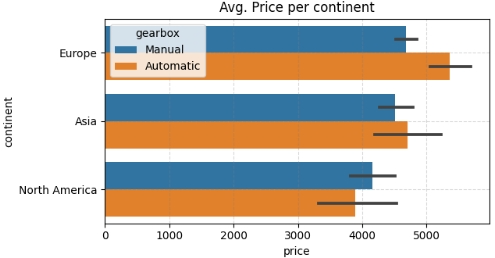 Avg. Price per continent
gearbox
Manual
Automatic
continent
Europe
Asia
North America
0 1000 2000 3000 4000 5000
price